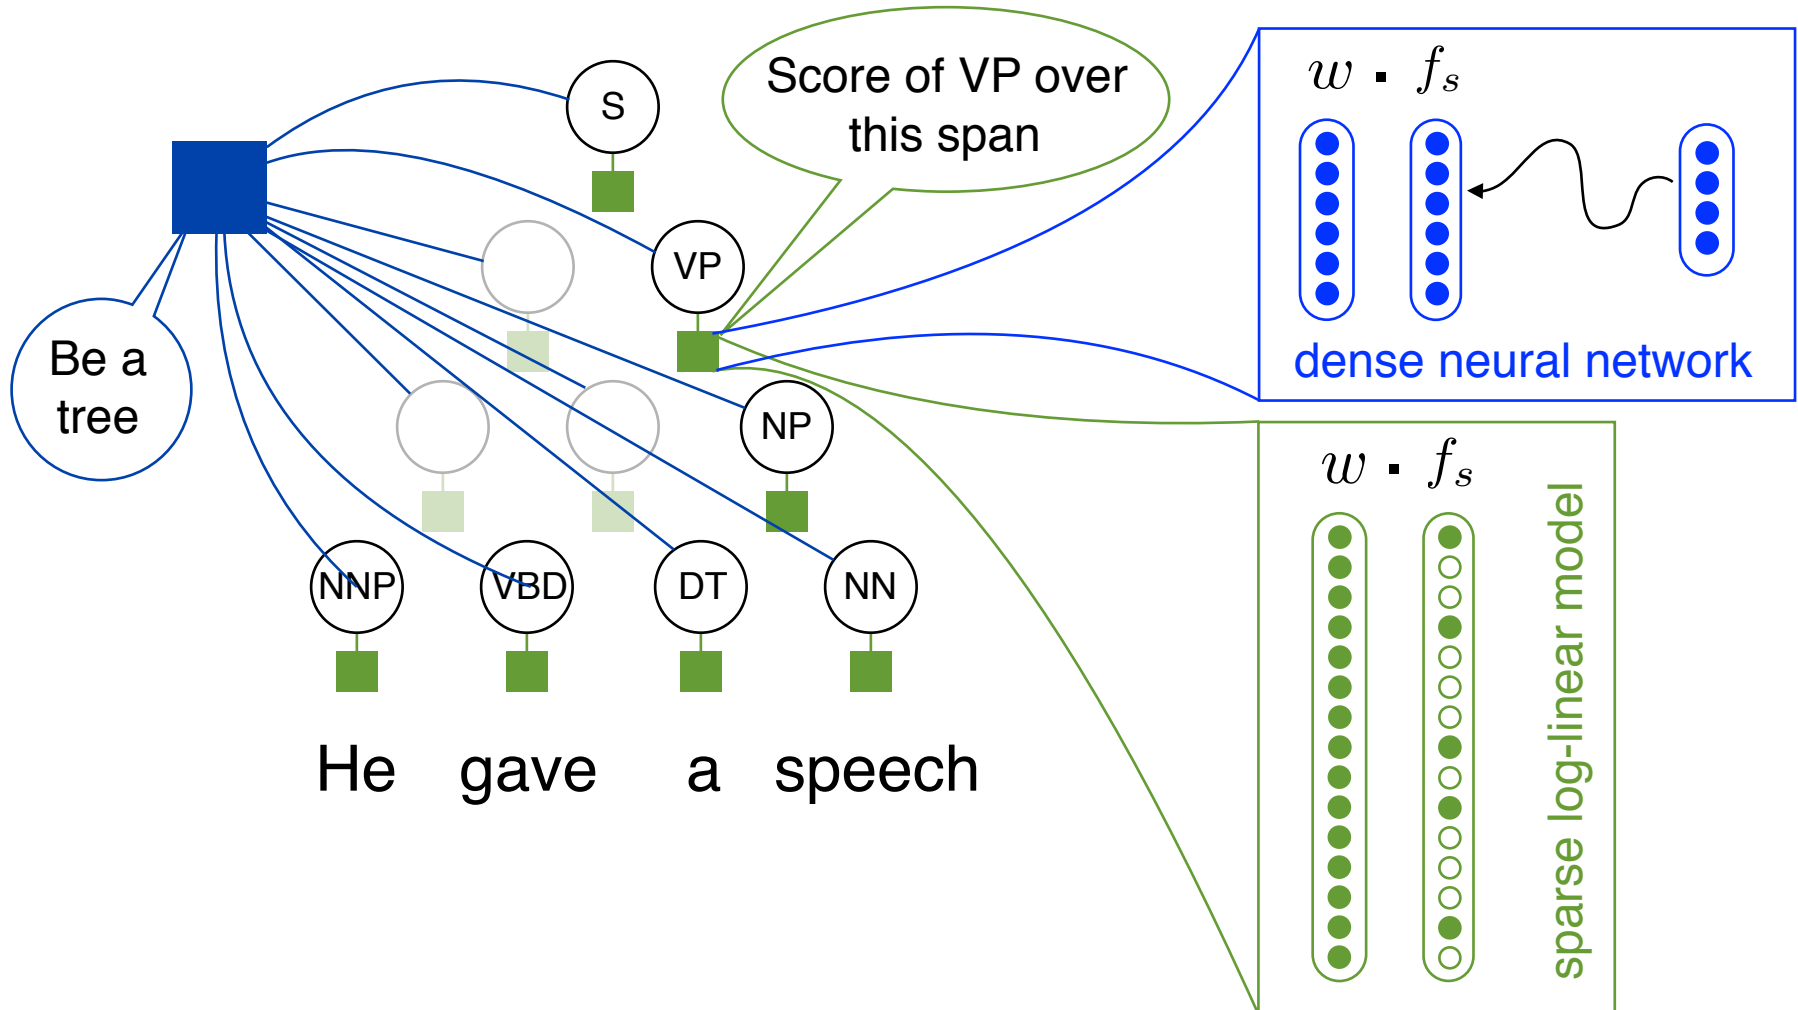 S
Score of VP over
this span
w · f_s
VP
Be a
tree
dense neural network
NP
w · f_s
sparse log-linear model
NNP
VBD
DT
NN
He gave a speech